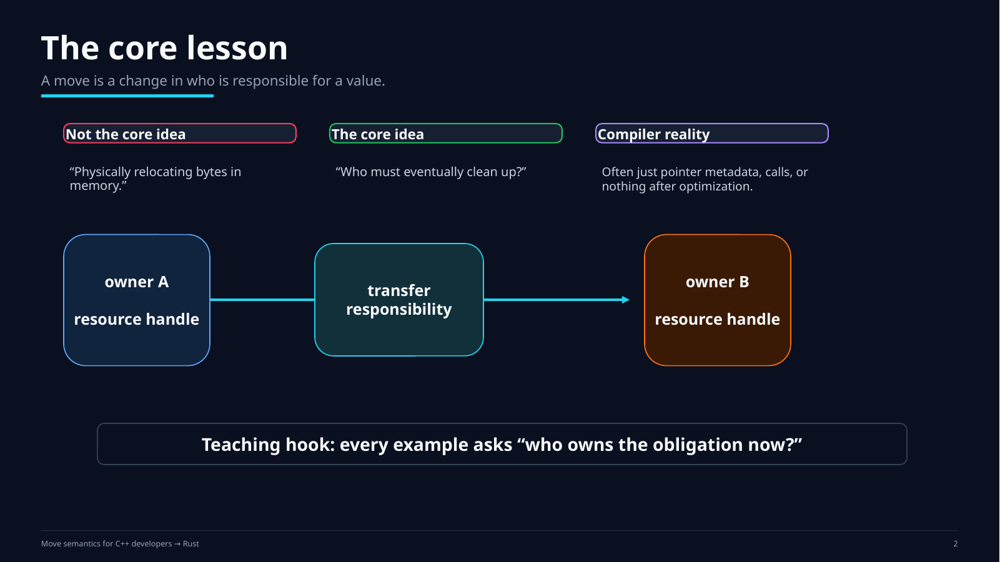 The core lesson
A move is a change in who is responsible for a value.
Not the core idea
“Physically relocating bytes in
memory.”
The core idea
“Who must eventually clean up?”
Compiler reality
Often just pointer metadata, calls, or
nothing after optimization.
owner A
resource handle
transfer
responsibility
owner B
resource handle
Teaching hook: every example asks “who owns the obligation now?”
Move semantics for C++ developers → Rust
2